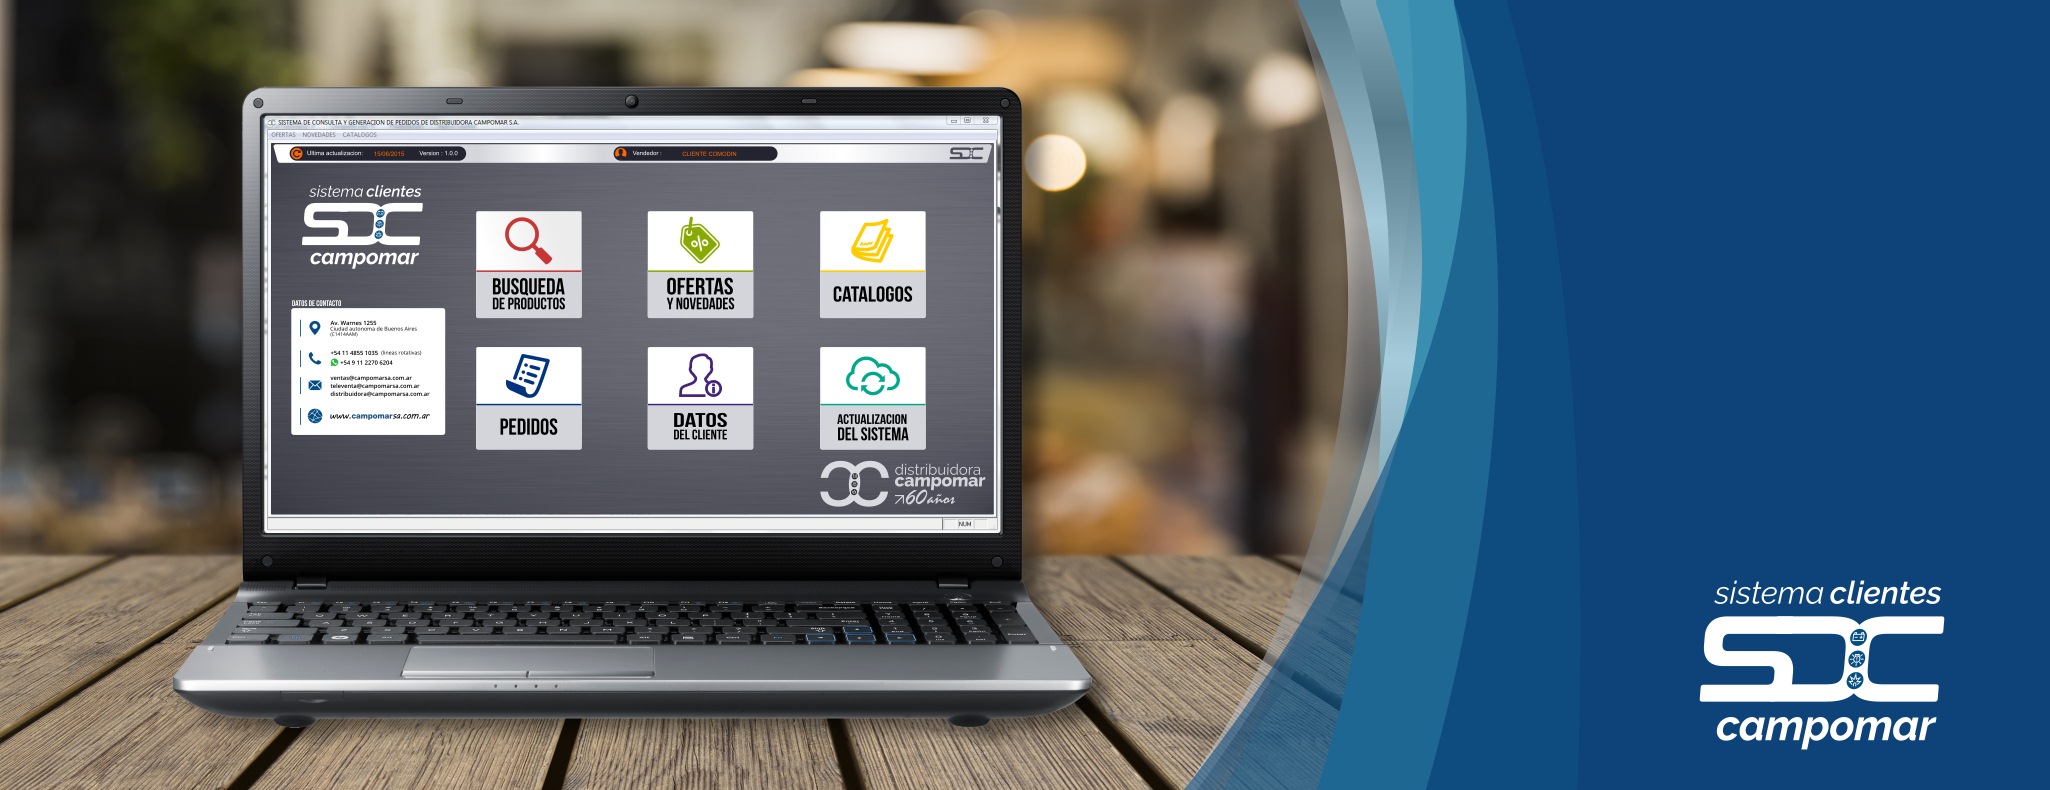 SISTEMA DE CONSULTA Y GENERACION DE PEDIDOS DE DISTRIBUIDORA CAMPOMAR S.A.
OFERTAS NOVEDADES CATALOGOS
Ultima actualizacion: 15/06/2015 Version : 1.0.0
Vendedor : CLIENTE COMODIN
SDC
sistema clientes
SDC
campomar
DATOS DE CONTACTO
Av. Warnes 1255
Ciudad autonoma de Buenos Aires
(C1414AAM)
+54 11 4855 1035 (lineas rotativas)
+54 9 11 2270 6204
ventas@campomarsa.com.ar
televenta@campomarsa.com.ar
distribuidora@campomarsa.com.ar
www.campomarsa.com.ar
BUSQUEDA
DE PRODUCTOS
OFERTAS
Y NOVEDADES
CATALOGOS
PEDIDOS
DATOS
DEL CLIENTE
ACTUALIZACION
DEL SISTEMA
distribuidora
campomar
60 años
NUM
sistema clientes
SDC
campomar